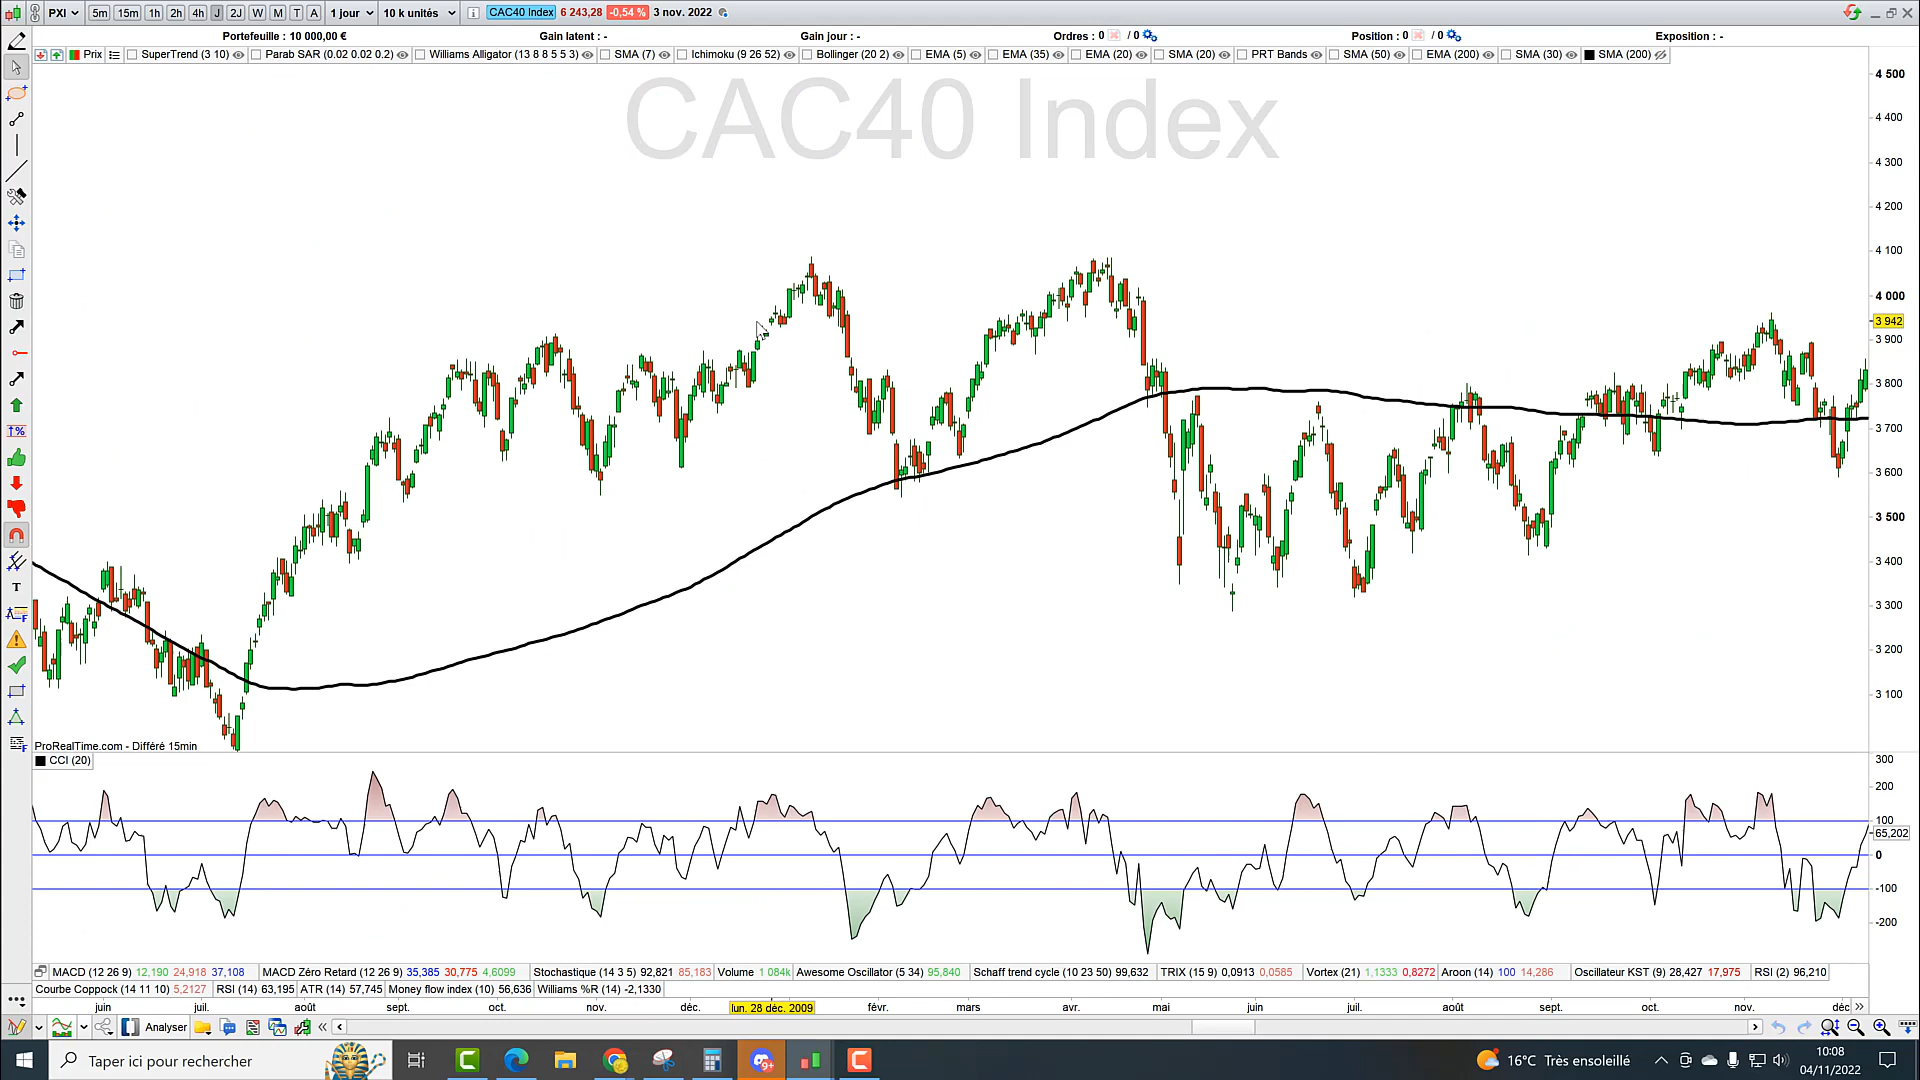 PXI 5m 15m 1h 2h 4h J 2J W M T A 1 jour 10 k unités i CAC40 Index 6 243,28 -0,54 % 3 nov. 2022
Portefeuille : 10 000,00 € Gain latent : - Gain jour : - Ordres : 0 / 0 Position : 0 / 0 Exposition : -
Prix SuperTrend (3 10) Parab SAR (0.02 0.02 0.2) Williams Alligator (13 8 8 5 5 3) SMA (7) Ichimoku (9 26 52) Bollinger (20 2) EMA (5) EMA (35) EMA (20) SMA (20) PRT Bands SMA (50) EMA (200) SMA (30) SMA (200)
CAC40 Index
4 500
4 400
4 300
4 200
4 100
4 000
3 942
3 900
3 800
3 700
3 600
3 500
3 400
3 300
3 200
3 100
T
ProRealTime.com - Différé 15min
CCI (20)
300
200
100
65,202
0
-100
-200
MACD (12 26 9) 12,190 24,918 37,108 MACD Zéro Retard (12 26 9) 35,385 30,775 4,6099 Stochastique (14 3 5) 92,821 85,183 Volume 1 084k Awesome Oscillator (5 34) 95,840 Schaff trend cycle (10 23 50) 99,632 TRIX (15 9) 0,0913 0,0585 Vortex (21) 1,1333 0,8272 Aroon (14) 100 14,286 Oscillateur KST (9) 28,427 17,975 RSI (2) 96,210
Courbe Coppock (14 11 10) 5,2127 RSI (14) 63,195 ATR (14) 57,745 Money flow index (10) 56,636 Williams %R (14) -2,1330
juin juil. août sept. oct. nov. déc. lun. 28 déc. 2009 févr. mars avr. mai juin juil. août sept. oct. nov. déc
Analyser
Taper ici pour rechercher
9+
16°C Très ensoleillé
10:08
04/11/2022